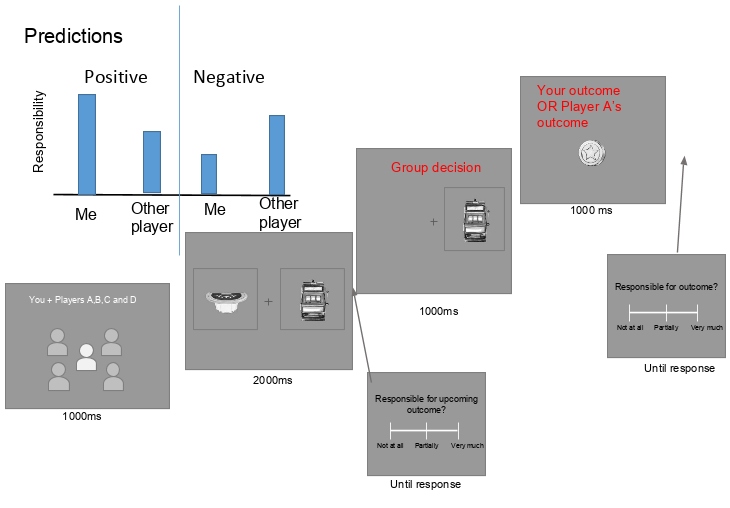 Predictions
Positive
Negative
Responsibility
Me
Other
player
Me
Other
player
You + Players A,B,C and D
1000ms
+
2000ms
Responsible for upcoming
outcome?
Not at all
Partially
Very much
Until response
Group decision
+
1000ms
Your outcome
OR Player A's
outcome
1000 ms
Responsible for outcome?
Not at all
Partially
Very much
Until response